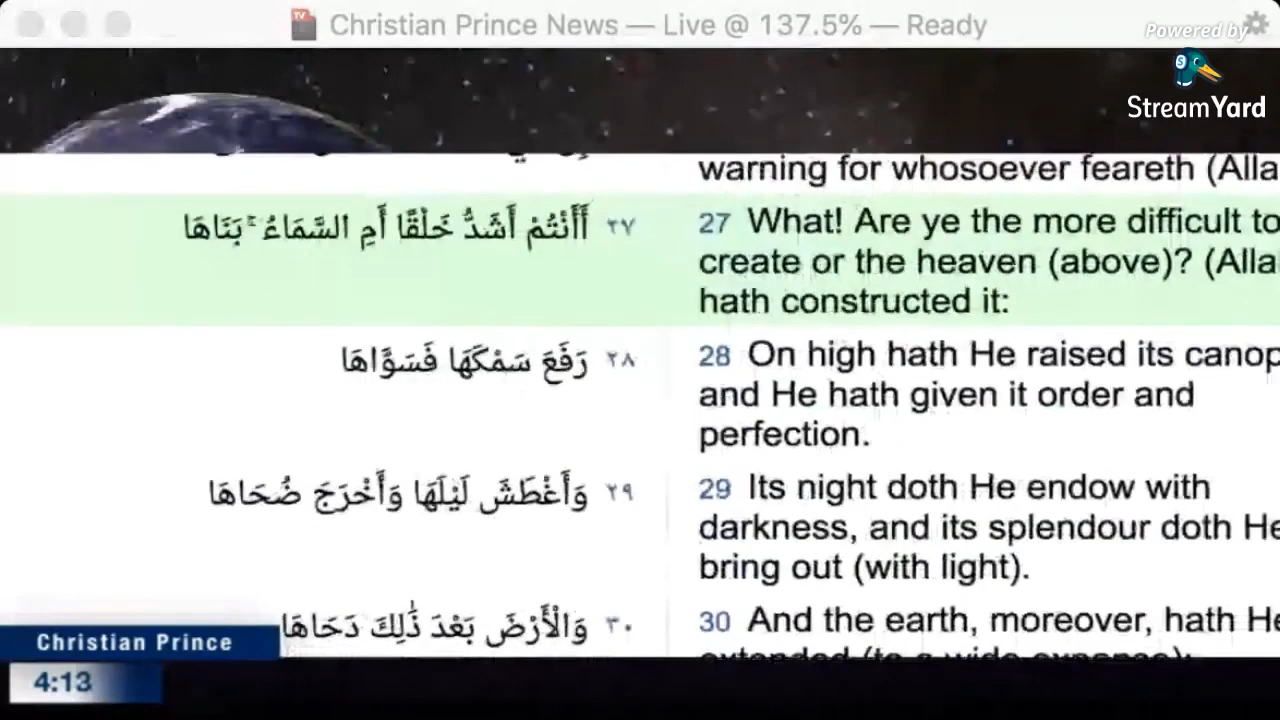 Christian Prince News — Live @ 137.5% — Ready
Powered by
StreamYard
warning for whosoever feareth (Alla
أَأَنْتُمْ أَشَدُّ خَلْقًا أَمِ السَّمَاءُ ۚ بَنَاهَا ٢٧
27 What! Are ye the more difficult to
create or the heaven (above)? (Alla
hath constructed it:
رَفَعَ سَمْكَهَا فَسَوَّاهَا ٢٨
28 On high hath He raised its canop
and He hath given it order and
perfection.
وَأَغْطَشَ لَيْلَهَا وَأَخْرَجَ ضُحَاهَا ٢٩
29 Its night doth He endow with
darkness, and its splendour doth He
bring out (with light).
وَالْأَرْضَ بَعْدَ ذَٰلِكَ دَحَاهَا ٣٠
30 And the earth, moreover, hath He
extended (to a wide expanse);
Christian Prince
4:13